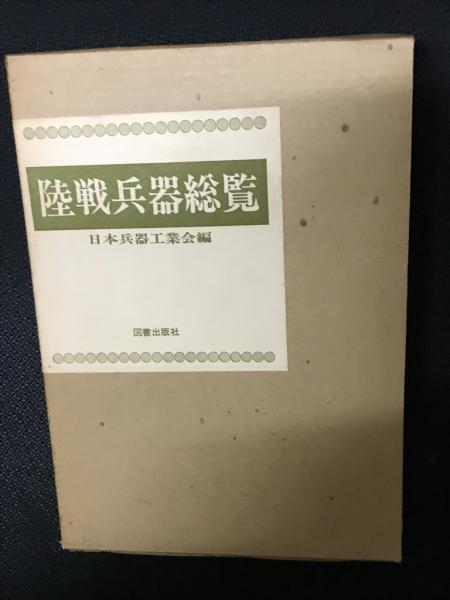 陸戦兵器総覧
日本兵器工業会編
図書出版社